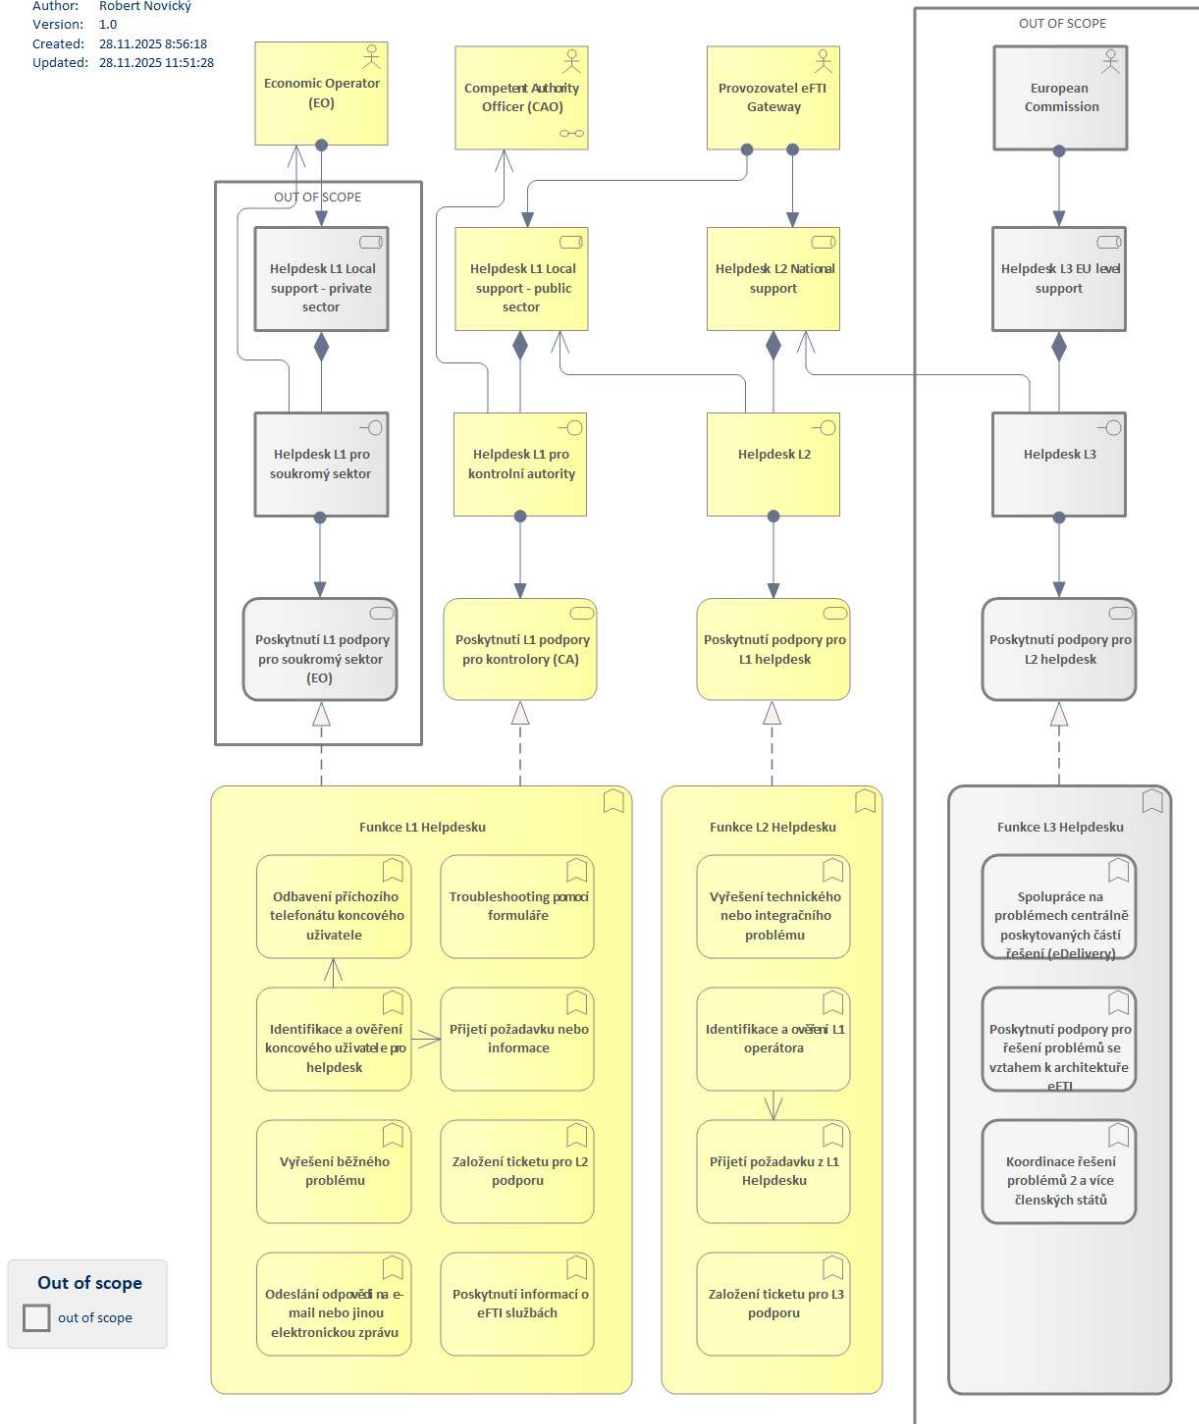 Author: Robert Novický
Version: 1.0
Created: 28.11.2025 8:56:18
Updated: 28.11.2025 11:51:28
OUT OF SCOPE
Economic Operator
(EO)
Competent Authority
Officer (CAO)
Provozovatel eFTI
Gateway
European
Commission
OUT OF SCOPE
Helpdesk L1 Local
support - private
sector
Helpdesk L1 Local
support - public
sector
Helpdesk L2 National
support
Helpdesk L3 EU level
support
Helpdesk L1 pro
soukromý sektor
Helpdesk L1 pro
kontrolní autority
Helpdesk L2
Helpdesk L3
Poskytnutí L1 podpory
pro soukromý sektor
(EO)
Poskytnutí L1 podpory
pro kontrolory (CA)
Poskytnutí podpory pro
L1 helpdesk
Poskytnutí podpory pro
L2 helpdesk
Funkce L1 Helpdesku
Odbavení příchozího
telefonátu koncového
uživatele
Troubleshooting pomocí
formuláře
Identifikace a ověření
koncového uživatele pro
helpdesk
Přijetí požadavku nebo
informace
Vyřešení běžného
problému
Založení ticketu pro L2
podporu
Odeslání odpovědi na e-
mail nebo jinou
elektronickou zprávu
Poskytnutí informací o
eFTI službách
Funkce L2 Helpdesku
Vyřešení technického
nebo integračního
problému
Identifikace a ověření L1
operátora
Přijetí požadavku z L1
Helpdesku
Založení ticketu pro L3
podporu
Funkce L3 Helpdesku
Spolupráce na
problémech centrálně
poskytovaných částí
řešení (eDelivery)
Poskytnutí podpory pro
řešení problémů se
vztahem k architektuře
eFTI
Koordinace řešení
problémů 2 a více
členských států
Out of scope
out of scope